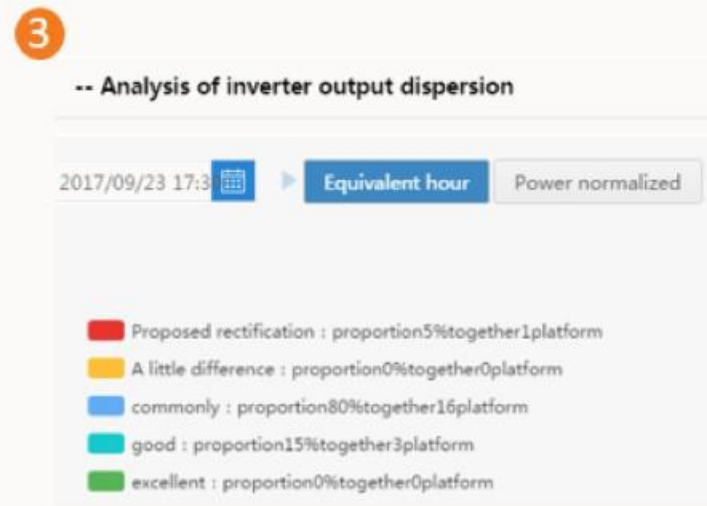 3
-- Analysis of inverter output dispersion
2017/09/23 17:3
Equivalent hour
Power normalized
Proposed rectification : proportion5%together1platform
A little difference : proportion0%together0platform
commonly : proportion80%together16platform
good : proportion15%together3platform
excellent : proportion0%together0platform